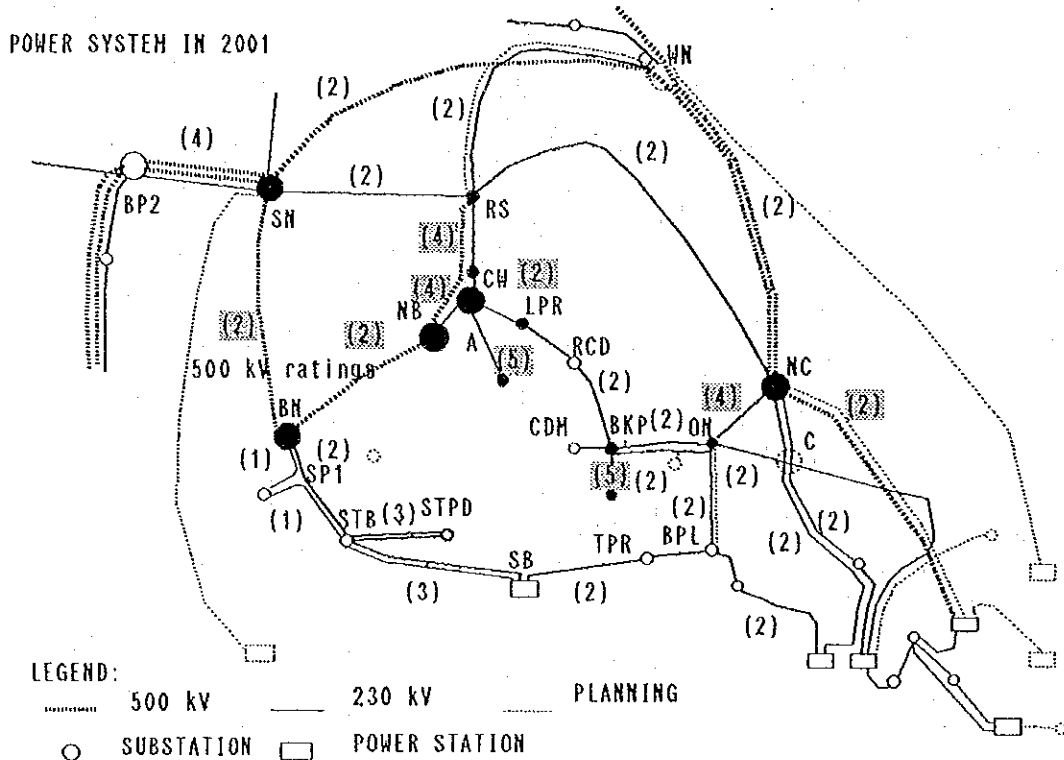 POWER SYSTEM IN 2001
WN
(2)
(2)
(4)
(2)
(2)
(2)
BP2
SN
RS
(4)
CW
(2)
(4)
NB
LPR
(2)
(2)
A
RCD
500 kV ratings
(5)
NC
(2)
(4)
(2)
BN
CDM
BKP
(2)
ON
(2)
C
(1)
SP1
(5)
(2)
(2)
(1)
STB
(3)
STPD
(2)
(2)
(2)
SB
TPR
BPL
(3)
(2)
(2)
LEGEND:
500 kV
230 kV
PLANNING
SUBSTATION
POWER STATION